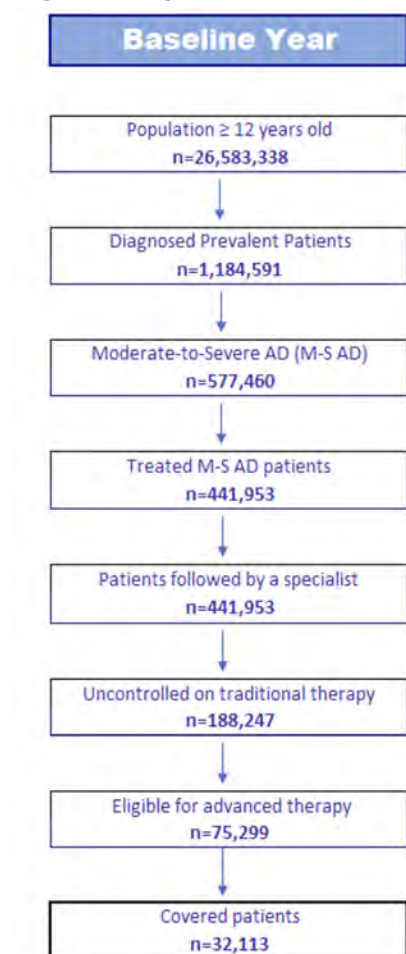 Baseline Year
Population ≥ 12 years old
n=26,583,338
Diagnosed Prevalent Patients
n=1,184,591
Moderate-to-Severe AD (M-S AD)
n=577,460
Treated M-S AD patients
n=441,953
Patients followed by a specialist
n=441,953
Uncontrolled on traditional therapy
n=188,247
Eligible for advanced therapy
n=75,299
Covered patients
n=32,113